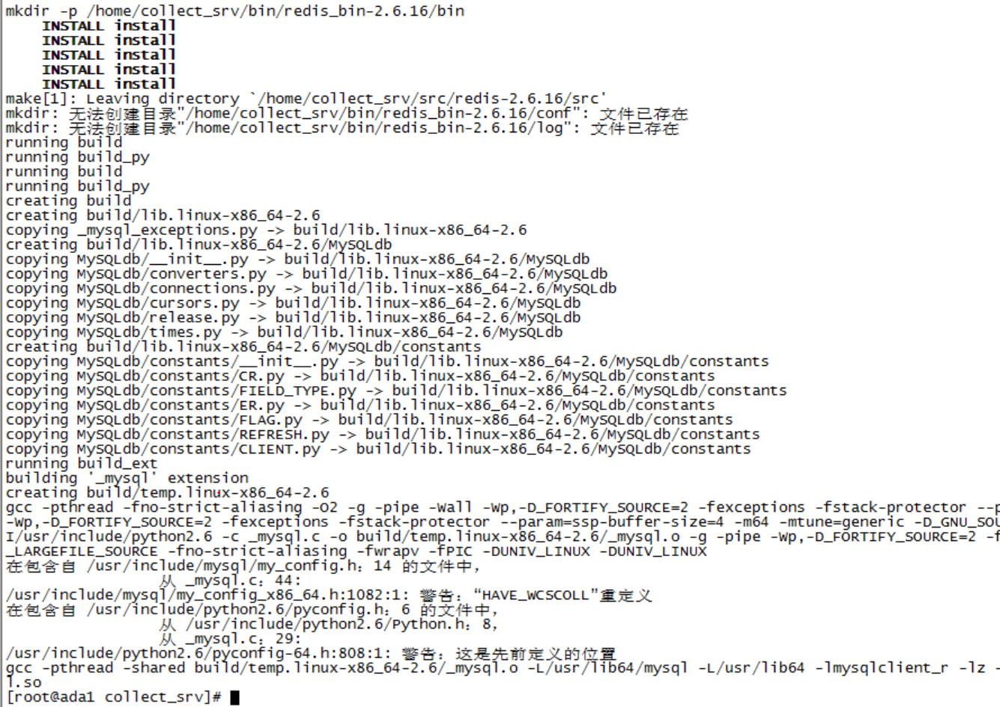 mkdir -p /home/collect_srv/bin/redis_bin-2.6.16/bin
INSTALL install
INSTALL install
INSTALL install
INSTALL install
INSTALL install
make[1]: Leaving directory `/home/collect_srv/src/redis-2.6.16/src'
mkdir: 无法创建目录"/home/collect_srv/bin/redis_bin-2.6.16/conf": 文件已存在
mkdir: 无法创建目录"/home/collect_srv/bin/redis_bin-2.6.16/log": 文件已存在
running build
running build_py
running build
running build_py
creating build
creating build/lib.linux-x86_64-2.6
copying _mysql_exceptions.py -> build/lib.linux-x86_64-2.6
creating build/lib.linux-x86_64-2.6/MySQLdb
copying MySQLdb/__init__.py -> build/lib.linux-x86_64-2.6/MySQLdb
copying MySQLdb/converters.py -> build/lib.linux-x86_64-2.6/MySQLdb
copying MySQLdb/connections.py -> build/lib.linux-x86_64-2.6/MySQLdb
copying MySQLdb/cursors.py -> build/lib.linux-x86_64-2.6/MySQLdb
copying MySQLdb/release.py -> build/lib.linux-x86_64-2.6/MySQLdb
copying MySQLdb/times.py -> build/lib.linux-x86_64-2.6/MySQLdb
creating build/lib.linux-x86_64-2.6/MySQLdb/constants
copying MySQLdb/constants/__init__.py -> build/lib.linux-x86_64-2.6/MySQLdb/constants
copying MySQLdb/constants/CR.py -> build/lib.linux-x86_64-2.6/MySQLdb/constants
copying MySQLdb/constants/FIELD_TYPE.py -> build/lib.linux-x86_64-2.6/MySQLdb/constants
copying MySQLdb/constants/ER.py -> build/lib.linux-x86_64-2.6/MySQLdb/constants
copying MySQLdb/constants/FLAG.py -> build/lib.linux-x86_64-2.6/MySQLdb/constants
copying MySQLdb/constants/REFRESH.py -> build/lib.linux-x86_64-2.6/MySQLdb/constants
copying MySQLdb/constants/CLIENT.py -> build/lib.linux-x86_64-2.6/MySQLdb/constants
running build_ext
building '_mysql' extension
creating build/temp.linux-x86_64-2.6
gcc -pthread -fno-strict-aliasing -O2 -g -pipe -Wall -Wp,-D_FORTIFY_SOURCE=2 -fexceptions -fstack-protector --p
-Wp,-D_FORTIFY_SOURCE=2 -fexceptions -fstack-protector --param=ssp-buffer-size=4 -m64 -mtune=generic -D_GNU_SOU
I/usr/include/python2.6 -c _mysql.c -o build/temp.linux-x86_64-2.6/_mysql.o -g -pipe -Wp,-D_FORTIFY_SOURCE=2 -f
_LARGEFILE_SOURCE -fno-strict-aliasing -fwrapv -fPIC -DUNIV_LINUX -DUNIV_LINUX
在包含自 /usr/include/mysql/my_config.h：14 的文件中，
从 _mysql.c：44:
/usr/include/mysql/my_config_x86_64.h:1082:1: 警告：“HAVE_WCSCOLL”重定义
在包含自 /usr/include/python2.6/pyconfig.h：6 的文件中，
从 /usr/include/python2.6/Python.h：8，
从 _mysql.c：29:
/usr/include/python2.6/pyconfig-64.h:808:1: 警告：这是先前定义的位置
gcc -pthread -shared build/temp.linux-x86_64-2.6/_mysql.o -L/usr/lib64/mysql -L/usr/lib64 -lmysqlclient_r -lz -
l.so
[root@ada1 collect_srv]#